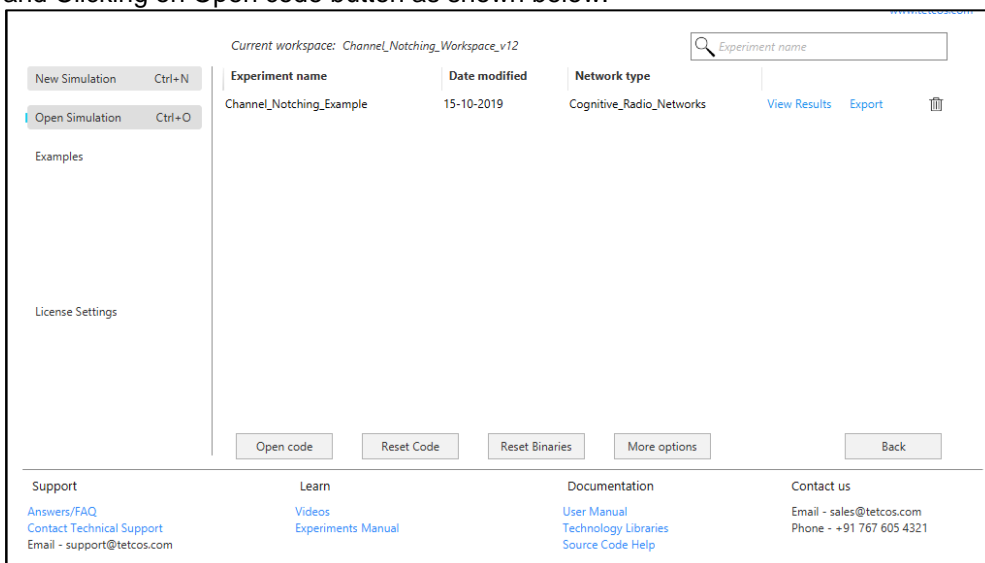 and Clicking on Open code button as shown below:
www.tetcos.com
Current workspace: Channel_Notching_Workspace_v12
Experiment name
New Simulation Ctrl+N
Experiment name Date modified Network type
Channel_Notching_Example 15-10-2019 Cognitive_Radio_Networks View Results Export
Open Simulation Ctrl+O
Examples
License Settings
Open code Reset Code Reset Binaries More options Back
Support Learn Documentation Contact us
Answers/FAQ Videos User Manual Email - sales@tetcos.com
Contact Technical Support Experiments Manual Technology Libraries Phone - +91 767 605 4321
Email - support@tetcos.com Source Code Help